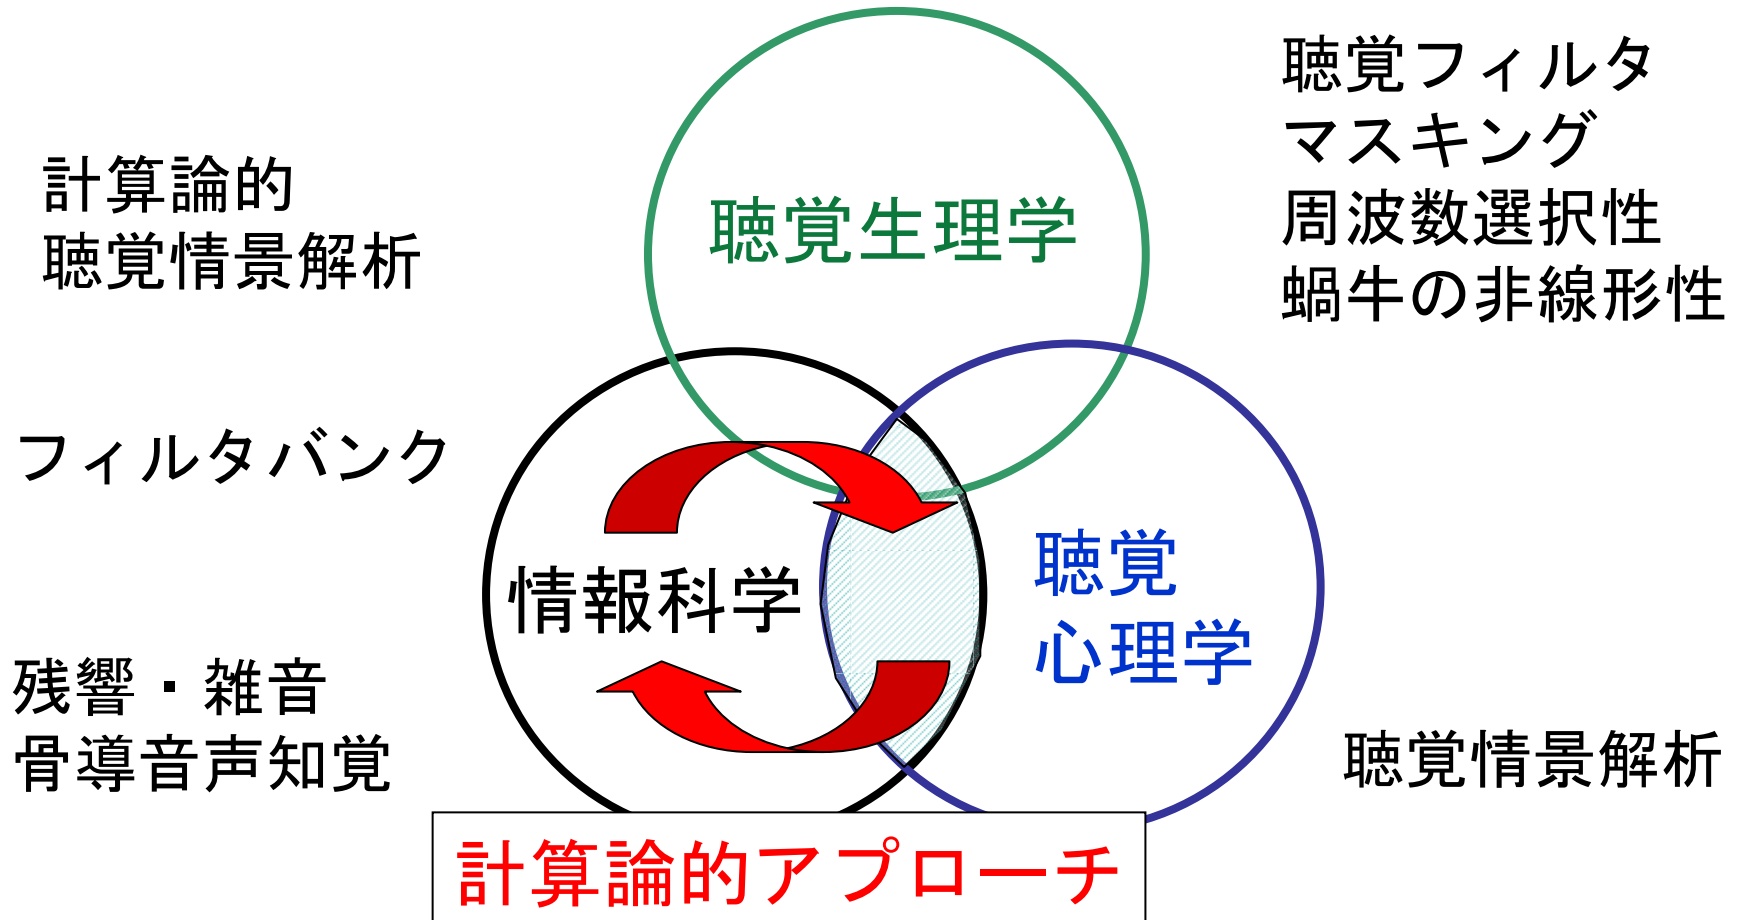 聴覚フィルタ
マスキング
周波数選択性
蝸牛の非線形性
計算論的
聴覚情景解析
聴覚生理学
フィルタバンク
情報科学
聴覚
心理学
残響・雑音
骨導音声知覚
聴覚情景解析
計算論的アプローチ